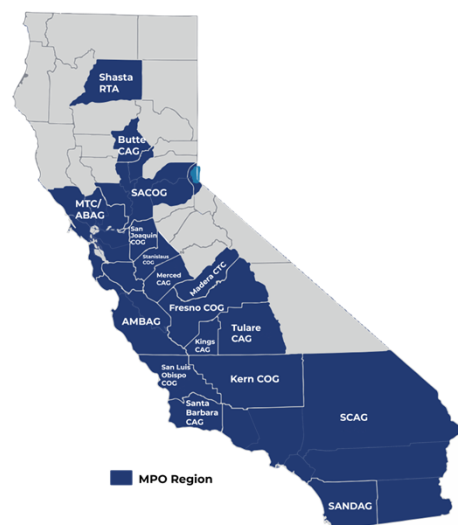 Shasta
RTA
Butte
CAG
SACOG
MTC/
ABAG
San
Joaquin
COG
Stanislaus
COG
Merced
CAG
Madera CTC
Fresno COG
AMBAG
Tulare
CAG
Kings
CAG
San Luis
Obispo
COG
Kern COG
Santa
Barbara
CAG
SCAG
MPO Region
SANDAG